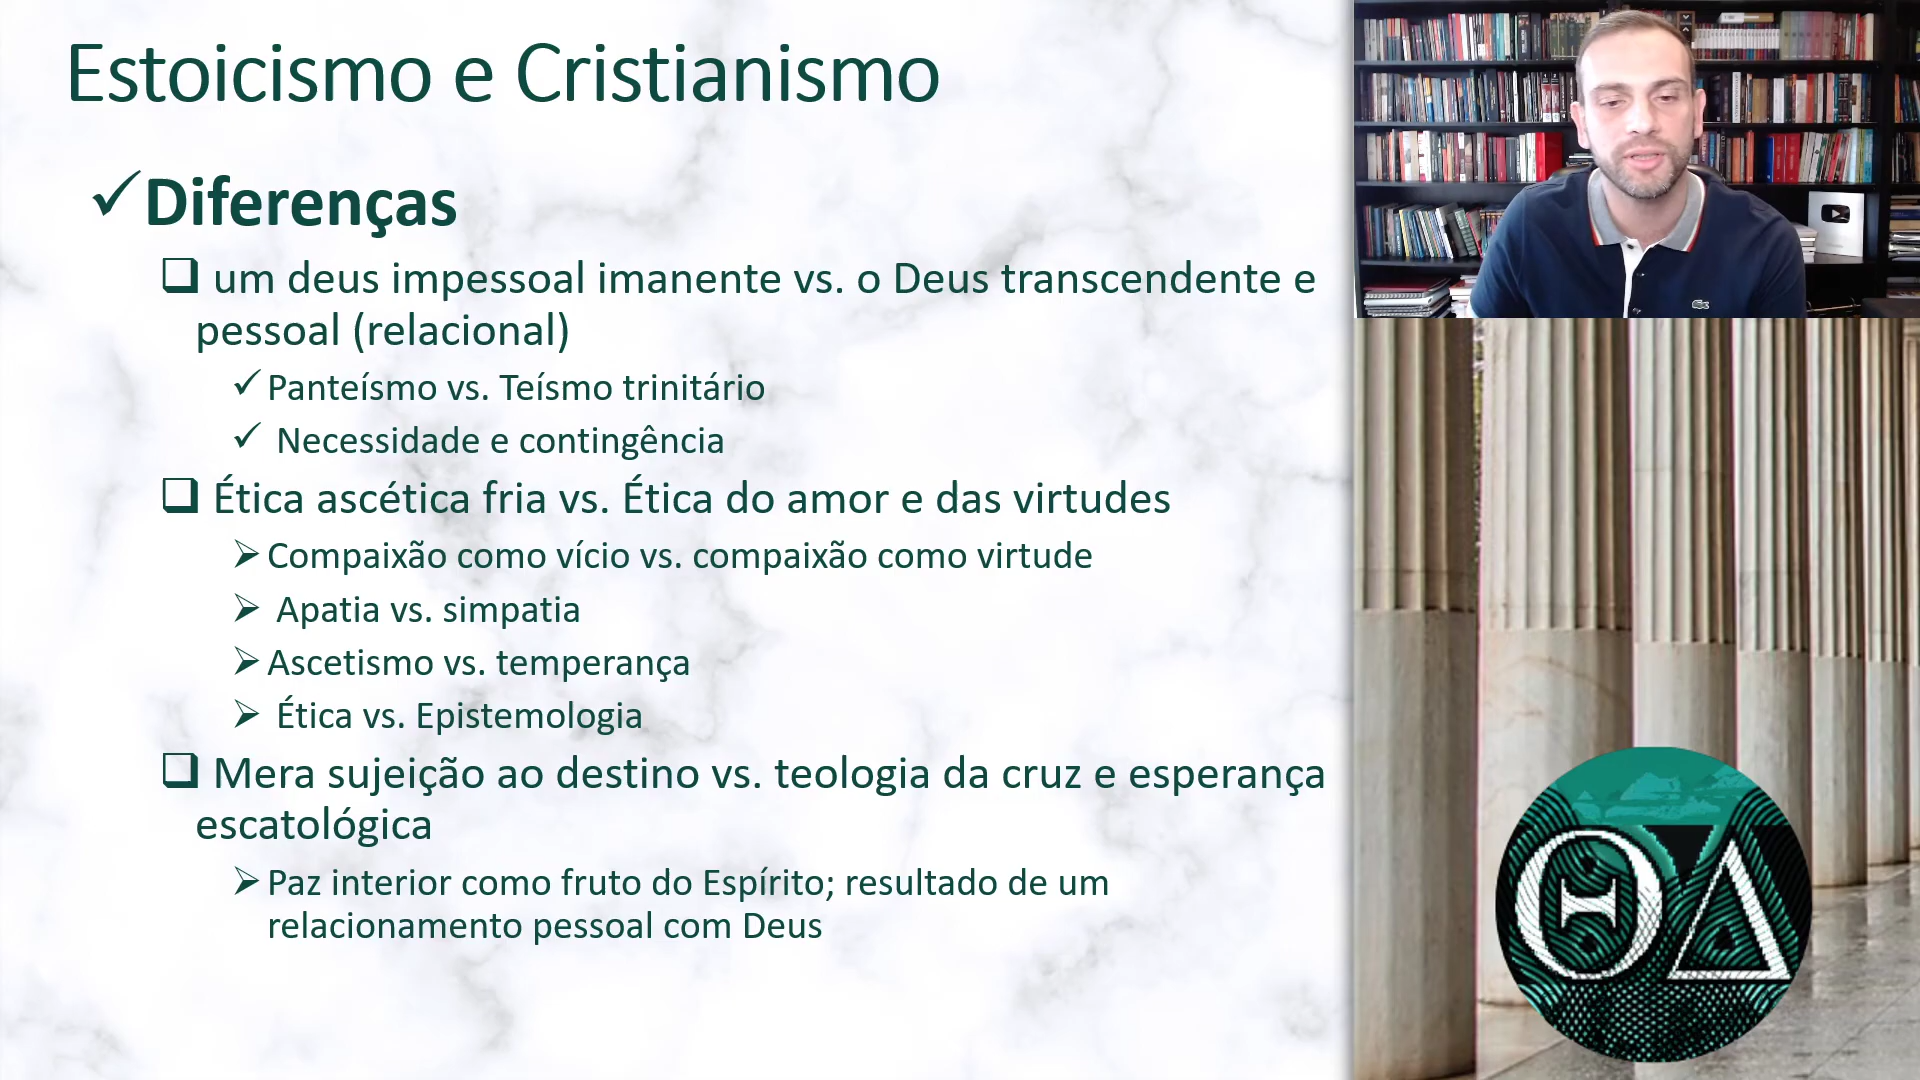 Estoicismo e Cristianismo
Diferenças
um deus impessoal imanente vs. o Deus transcendente e
pessoal (relacional)
Panteísmo vs. Teísmo trinitário
Necessidade e contingência
Ética ascética fria vs. Ética do amor e das virtudes
Compaixão como vício vs. compaixão como virtude
Apatia vs. simpatia
Ascetismo vs. temperança
Ética vs. Epistemologia
Mera sujeição ao destino vs. teologia da cruz e esperança
escatológica
Paz interior como fruto do Espírito; resultado de um
relacionamento pessoal com Deus
ΘΔ